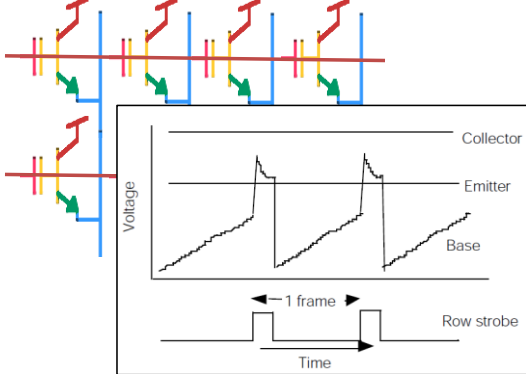 Collector
Emitter
Voltage
Base
1 frame
Row strobe
Time